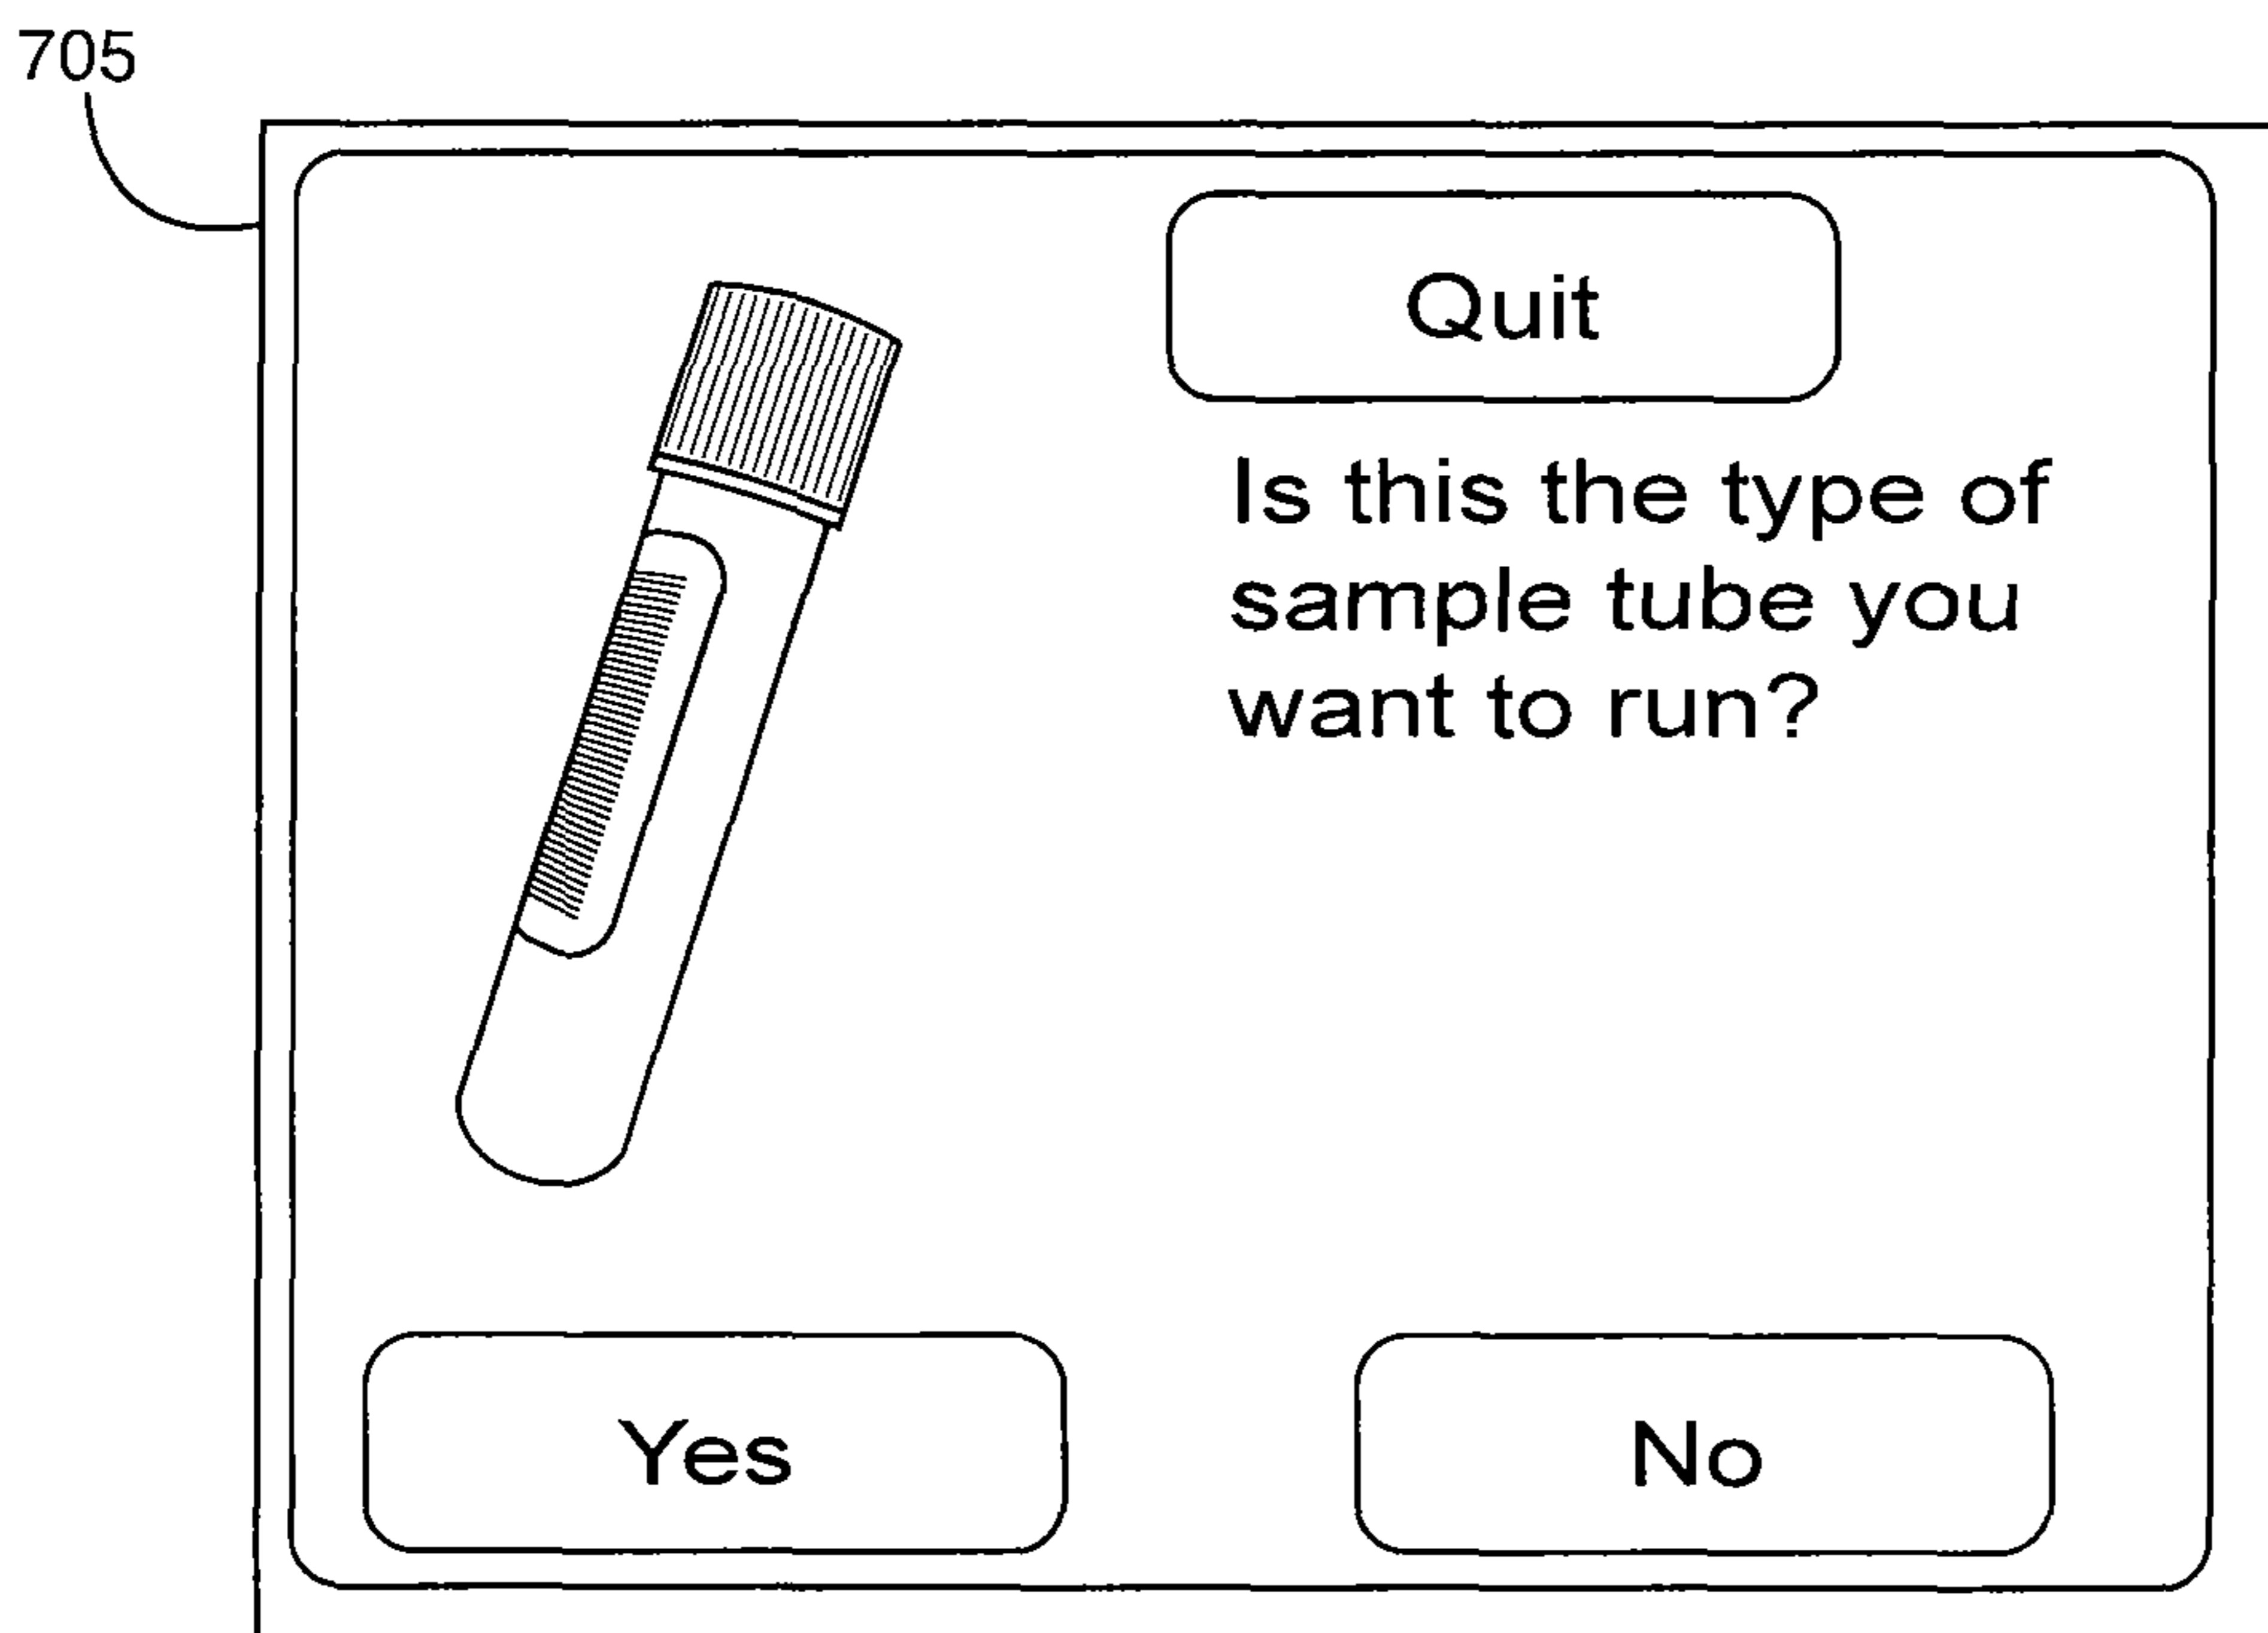 705
Quit
Is this the type of
sample tube you
want to run?
Yes
No